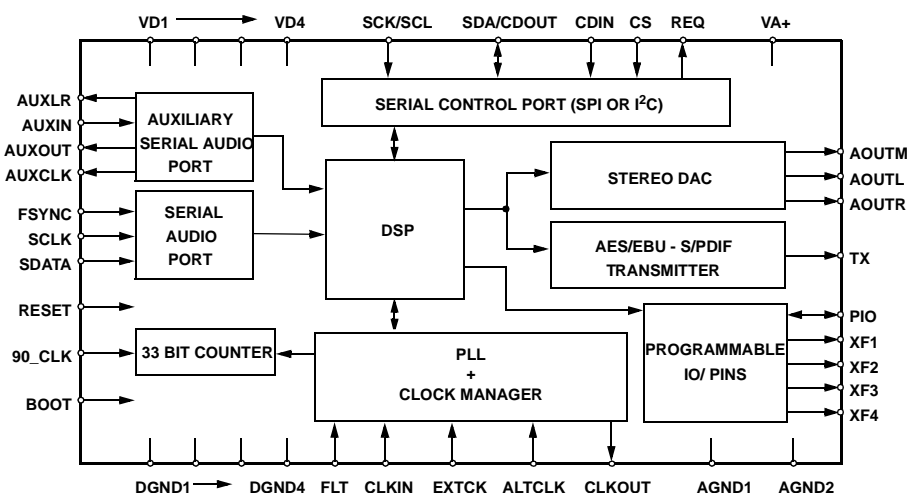 VD1 VD4 SCK/SCL SDA/CDOUT CDIN CS REQ VA+
SERIAL CONTROL PORT (SPI OR I²C)
AUXLR
AUXIN
AUXOUT
AUXCLK
AUXILIARY
SERIAL AUDIO
PORT
FSYNC
SCLK
SDATA
SERIAL
AUDIO
PORT
DSP
STEREO DAC
AOUTM
AOUTL
AOUTR
AES/EBU - S/PDIF
TRANSMITTER
TX
RESET
90_CLK
BOOT
33 BIT COUNTER
PLL
+
CLOCK MANAGER
PROGRAMMABLE
IO/ PINS
PIO
XF1
XF2
XF3
XF4
DGND1 DGND4 FLT CLKIN EXTCK ALTCLK CLKOUT AGND1 AGND2